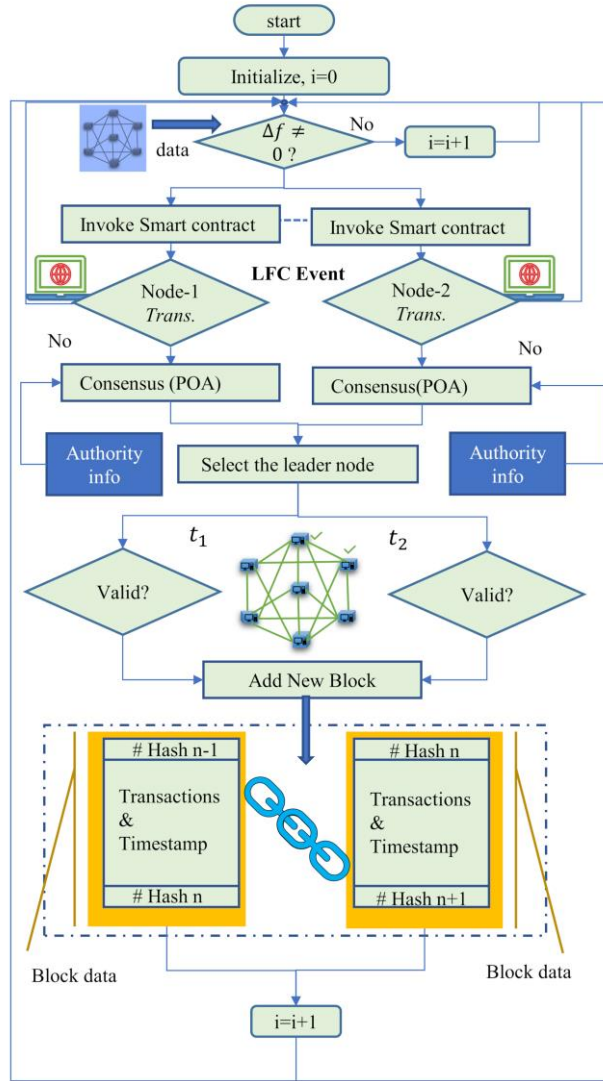 start
Initialize, i=0
data
Δf ≠
0 ?
No
i=i+1
Invoke Smart contract
Invoke Smart contract
LFC Event
Node-1
Trans.
Node-2
Trans.
No
No
Consensus (POA)
Consensus(POA)
Authority
info
Select the leader node
Authority
info
t₁
t₂
Valid?
Valid?
Add New Block
# Hash n-1
Transactions
&
Timestamp
# Hash n
# Hash n
Transactions
&
Timestamp
# Hash n+1
Block data
Block data
i=i+1